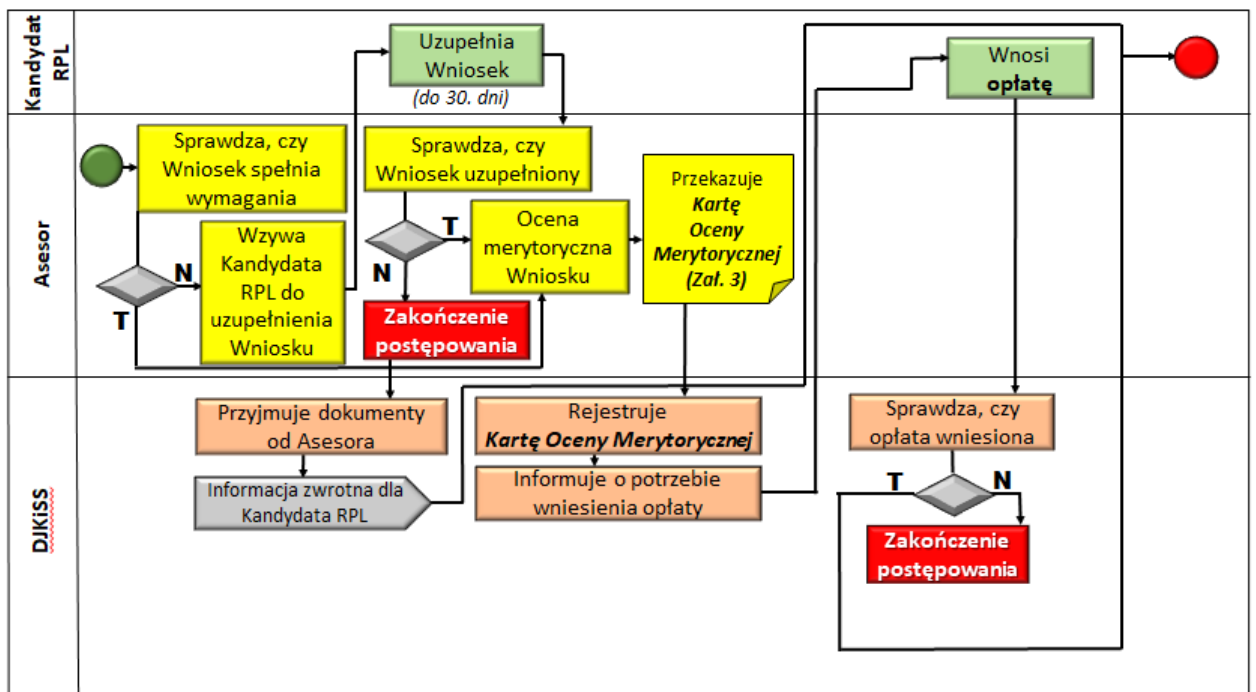 Kandydat
RPL
Uzupełnia
Wniosek
(do 30. dni)
Wnosi
opłatę
Asesor
Sprawdza, czy
Wniosek spełnia
wymagania
N
T
Wzywa
Kandydata
RPL do
uzupełnienia
Wniosku
Sprawdza, czy
Wniosek uzupełniony
T
N
Zakończenie
postępowania
Ocena
merytoryczna
Wniosku
Przekazuje
Kartę
Oceny
Merytorycznej
(Zał. 3)
DJKiSS
Przyjmuje dokumenty
od Asesora
Informacja zwrotna dla
Kandydata RPL
Rejestruje
Kartę Oceny Merytorycznej
Informuje o potrzebie
wniesienia opłaty
Sprawdza, czy
opłata wniesiona
T
N
Zakończenie
postępowania